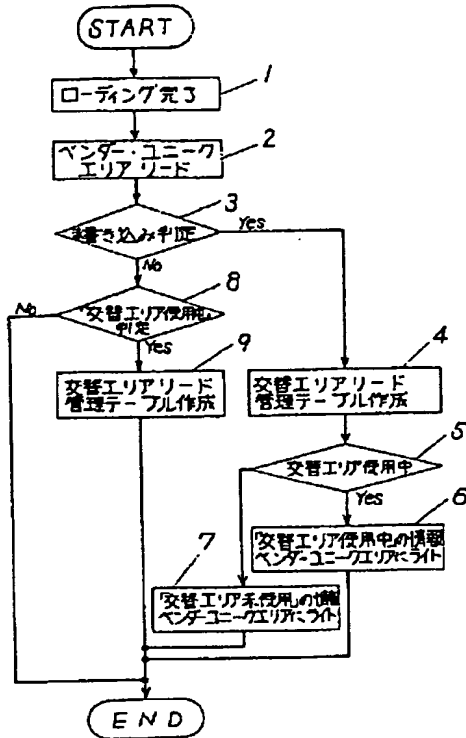 START
1
ローディング完了
2
ベンダー・ユニーク
エリア リード
3
書き込み判定
Yes
No
8
No
「交替エリア使用中」
判定
Yes
9
4
交替エリアリード
管理テーブル作成
交替エリアリード
管理テーブル作成
5
交替エリア使用中
Yes
6
「交替エリア使用中」の情報
ベンダーユニークエリアにライト
7
「交替エリア未使用」の情報
ベンダーユニークエリアにライト
END